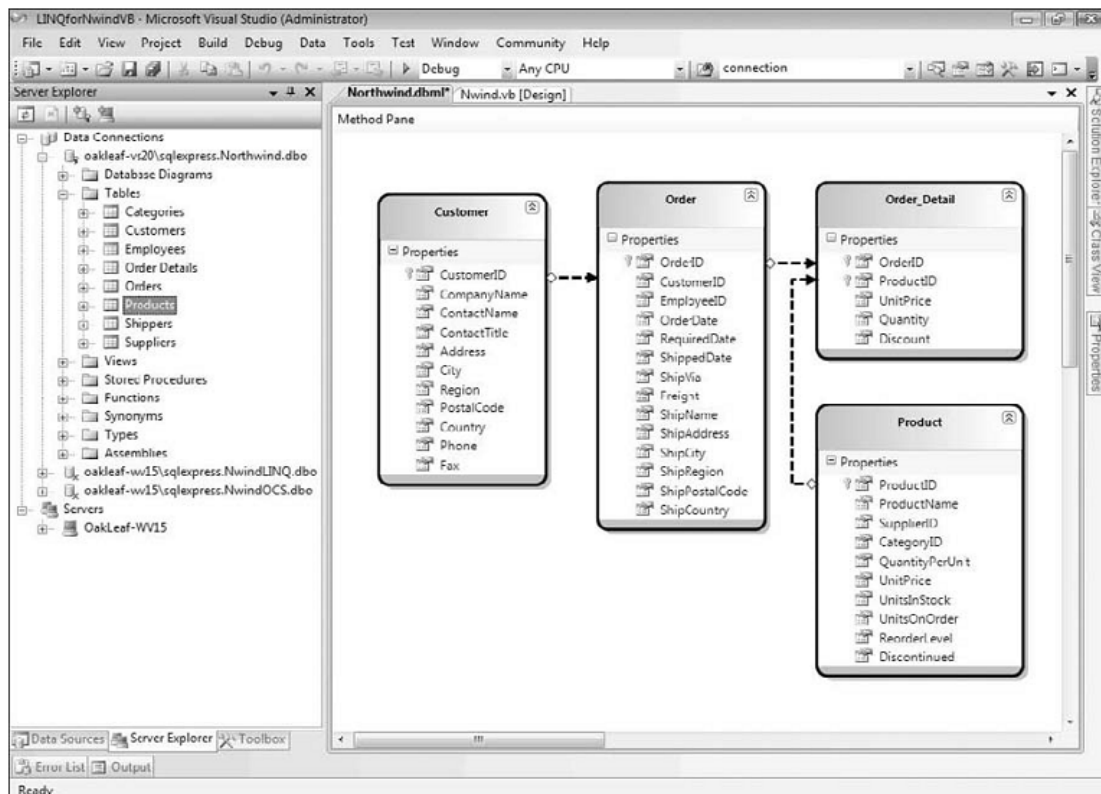 LINQforNwindVB - Microsoft Visual Studio (Administrator)
File Edit View Project Build Debug Data Tools Test Window Community Help
Debug Any CPU connection
Server Explorer
Data Connections
oakleaf-vs20\sqlexpress.Northwind.dbo
Database Diagrams
Tables
Categories
Customers
Employees
Order Details
Orders
Products
Shippers
Suppliers
Views
Stored Procedures
Functions
Synonyms
Types
Assemblies
oakleaf-wv15\sqlexpress.NwindLINQ.dbo
oakleaf-wv15\sqlexpress.NwindOCS.dbo
Servers
OakLeaf-WV15
Data Sources Server Explorer Toolbox
Northwind.dbml* Nwind.vb [Design]
Method Pane
Customer
Properties
CustomerID
CompanyName
ContactName
ContactTitle
Address
City
Region
PostalCode
Country
Phone
Fax
Order
Properties
OrderID
CustomerID
EmployeeID
OrderDate
RequiredDate
ShippedDate
ShipVia
Freight
ShipName
ShipAddress
ShipCity
ShipRegion
ShipPostalCode
ShipCountry
Order_Detail
Properties
OrderID
ProductID
UnitPrice
Quantity
Discount
Product
Properties
ProductID
ProductName
SupplierID
CategoryID
QuantityPerUnit
UnitPrice
UnitsInStock
UnitsOnOrder
ReorderLevel
Discontinued
Solution Explorer
Class View
Properties
Error List Output
Ready